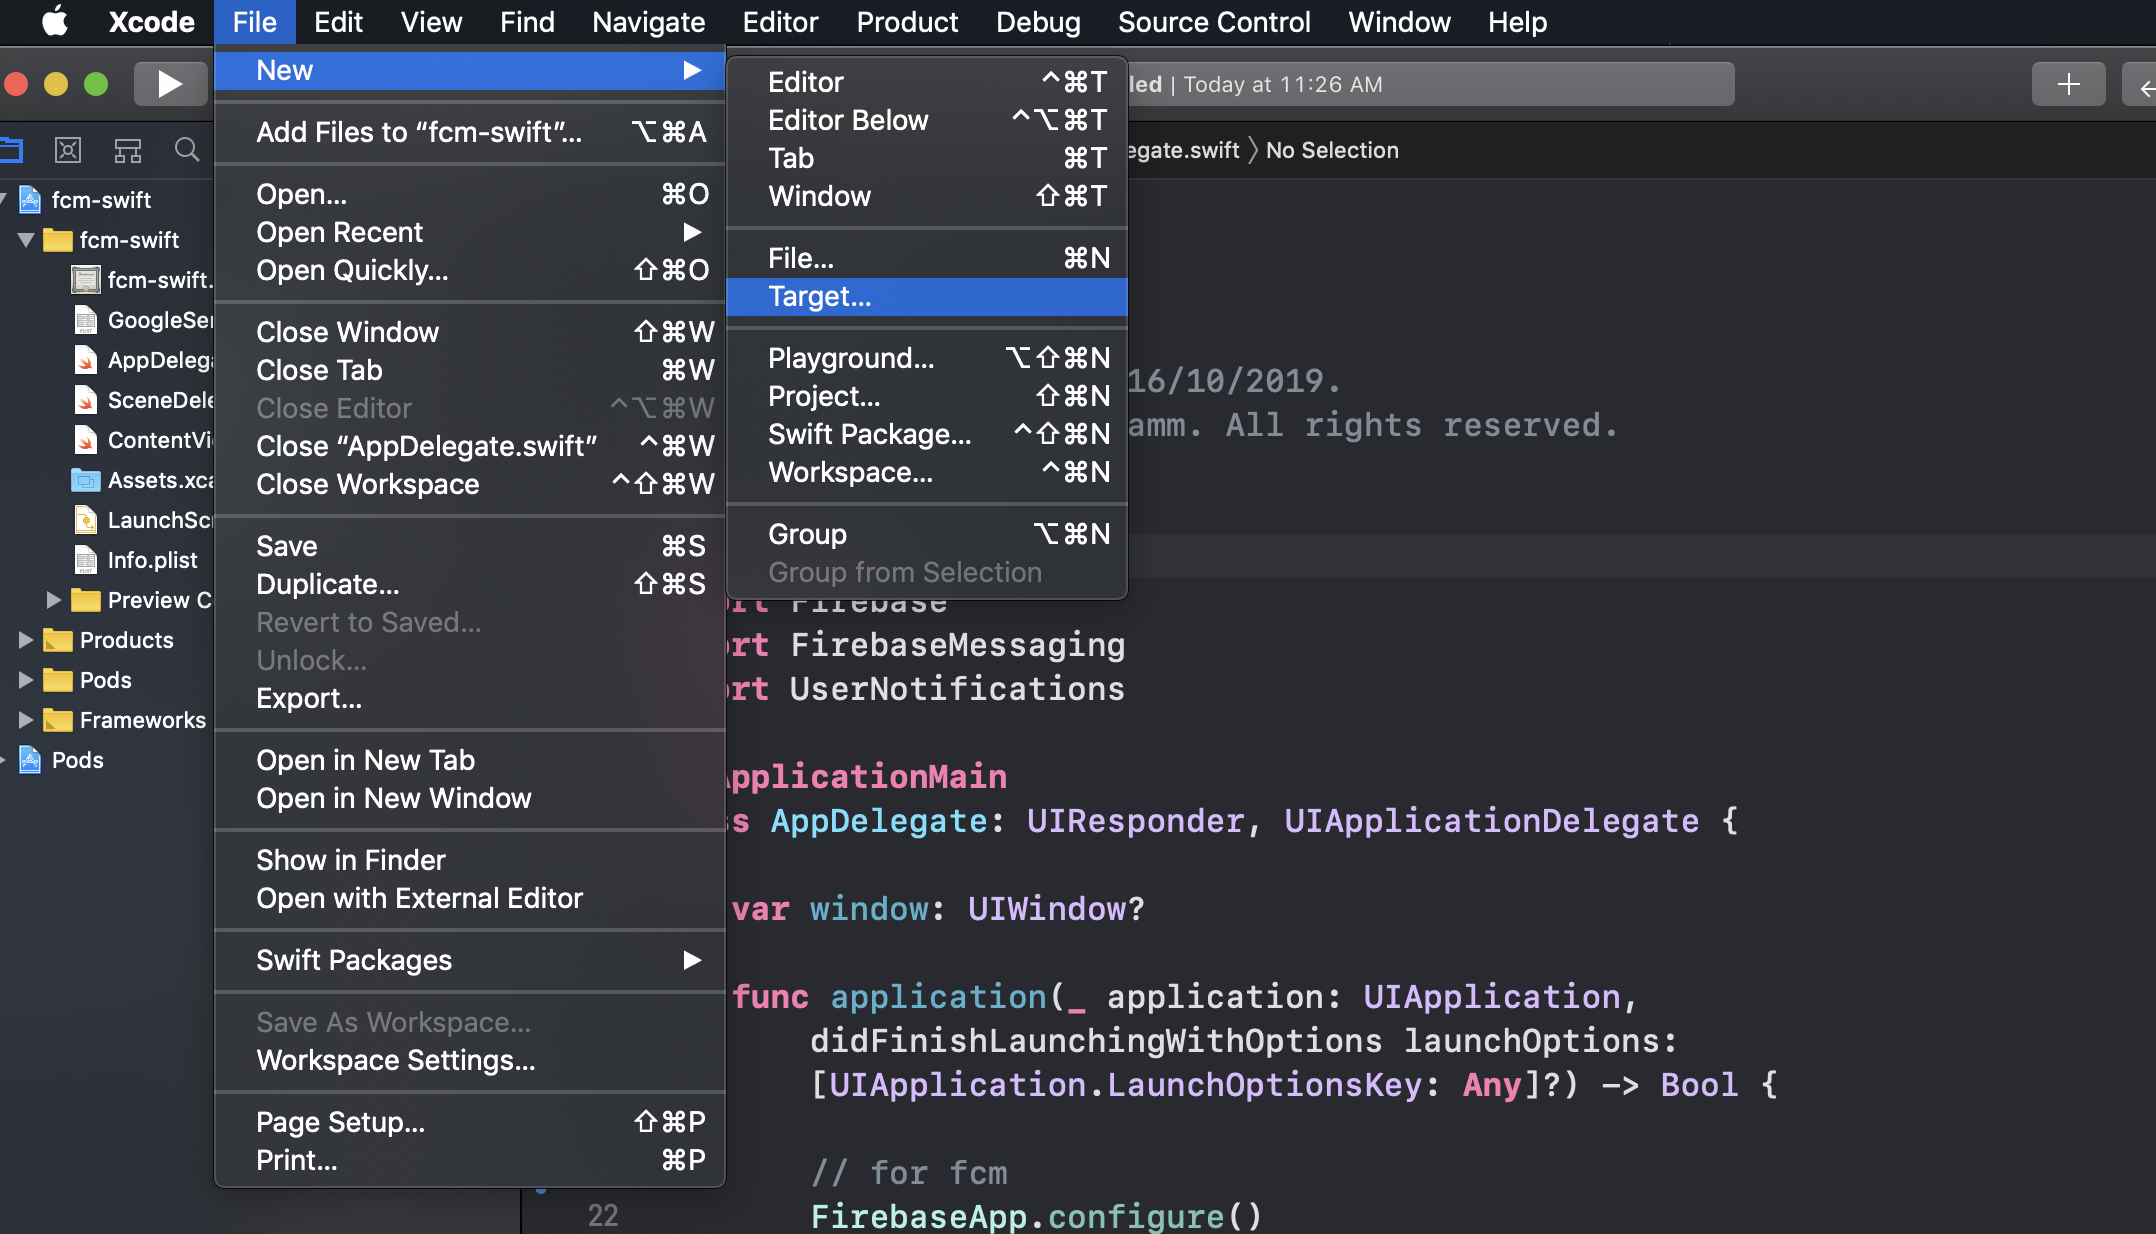 Xcode File Edit View Find Navigate Editor Product Debug Source Control Window Help
led | Today at 11:26 AM
egate.swift 〉 No Selection
fcm-swift
fcm-swift
fcm-swift.
GoogleSer
AppDelega
SceneDele
ContentVi
Assets.xca
LaunchScr
Info.plist
Preview C
Products
Pods
Frameworks
Pods
New
Add Files to “fcm-swift”... ⌥⌘A
Open... ⌘O
Open Recent
Open Quickly... ⇧⌘O
Close Window ⇧⌘W
Close Tab ⌘W
Close Editor ^⌥⌘W
Close “AppDelegate.swift” ^⌘W
Close Workspace ^⇧⌘W
Save ⌘S
Duplicate... ⇧⌘S
Revert to Saved...
Unlock...
Export...
Open in New Tab
Open in New Window
Show in Finder
Open with External Editor
Swift Packages
Save As Workspace...
Workspace Settings...
Page Setup... ⇧⌘P
Print... ⌘P
Editor ^⌘T
Editor Below ^⌥⌘T
Tab ⌘T
Window ⇧⌘T
File... ⌘N
Target...
Playground... ⌥⇧⌘N
Project... ⇧⌘N
Swift Package... ^⇧⌘N
Workspace... ^⌘N
Group ⌥⌘N
Group from Selection
16/10/2019.
amm. All rights reserved.
ort Firebase
ort FirebaseMessaging
ort UserNotifications
ApplicationMain
ss AppDelegate: UIResponder, UIApplicationDelegate {
var window: UIWindow?
func application(_ application: UIApplication,
didFinishLaunchingWithOptions launchOptions:
[UIApplication.LaunchOptionsKey: Any]?) -> Bool {
// for fcm
22 FirebaseApp.configure()